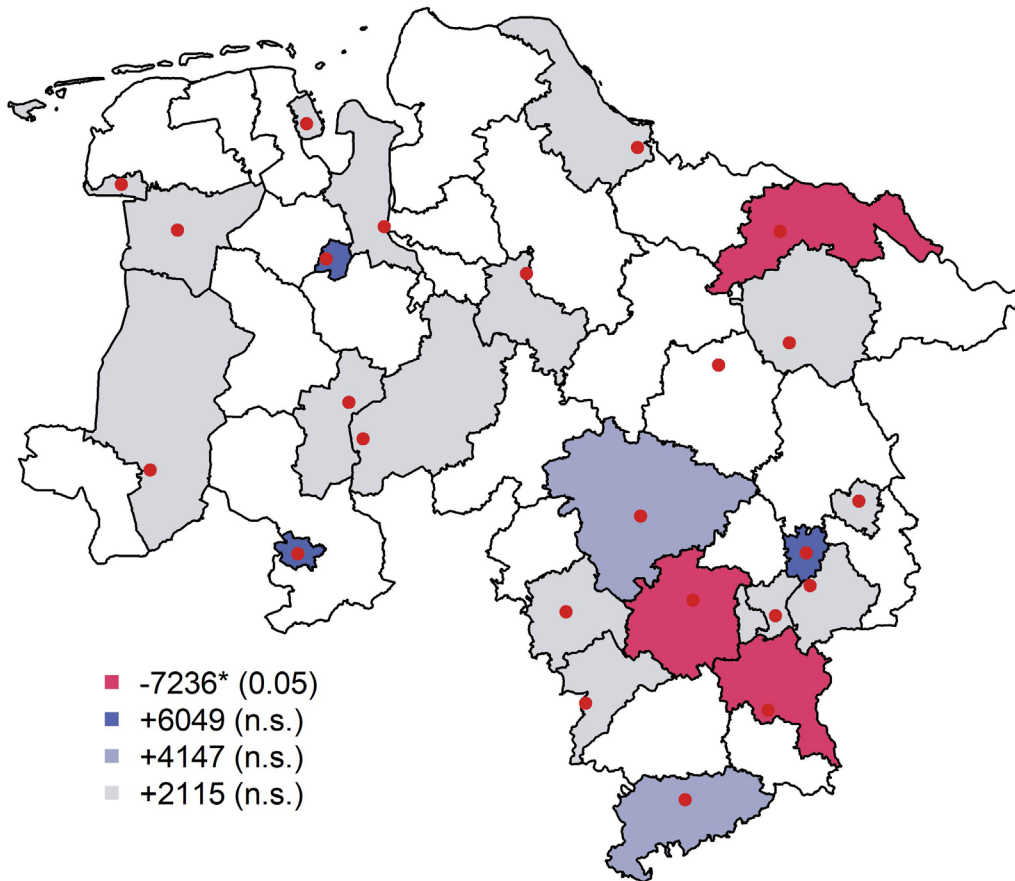 -7236* (0.05)
+6049 (n.s.)
+4147 (n.s.)
+2115 (n.s.)